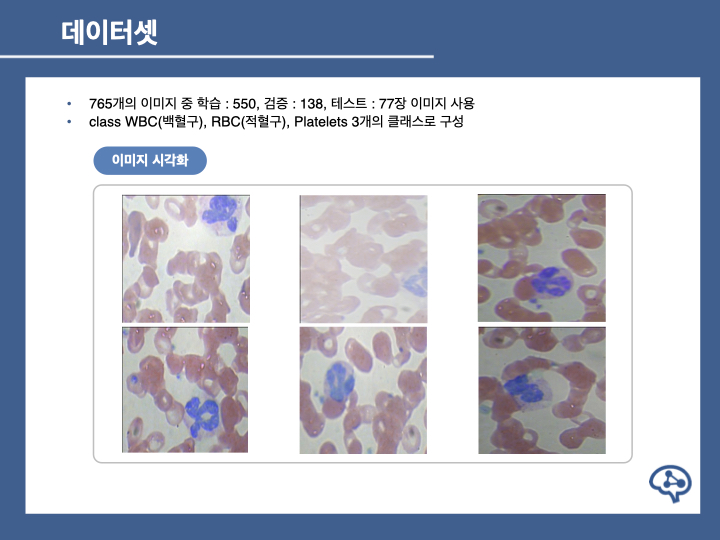 데이터셋
• 765개의 이미지 중 학습 : 550, 검증 : 138, 테스트 : 77장 이미지 사용
• class WBC(백혈구), RBC(적혈구), Platelets 3개의 클래스로 구성
이미지 시각화